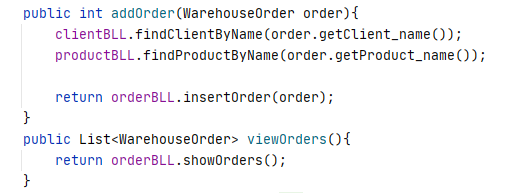 public int addOrder(WarehouseOrder order){
    clientBLL.findClientByName(order.getClient_name());
    productBLL.findProductByName(order.getProduct_name());

    return orderBLL.insertOrder(order);
}
public List<WarehouseOrder> viewOrders(){
    return orderBLL.showOrders();
}